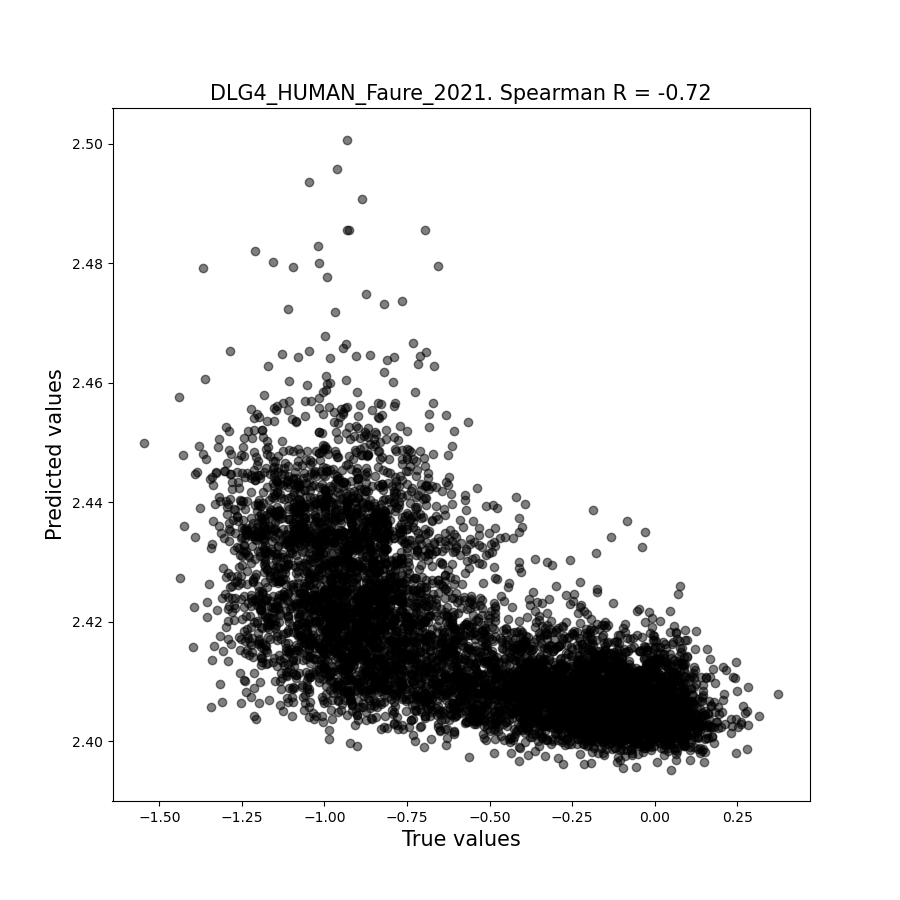 DLG4_HUMAN_Faure_2021. Spearman R = -0.72
Predicted values
2.50
2.48
2.46
2.44
2.42
2.40
−1.50 −1.25 −1.00 −0.75 −0.50 −0.25 0.00 0.25
True values